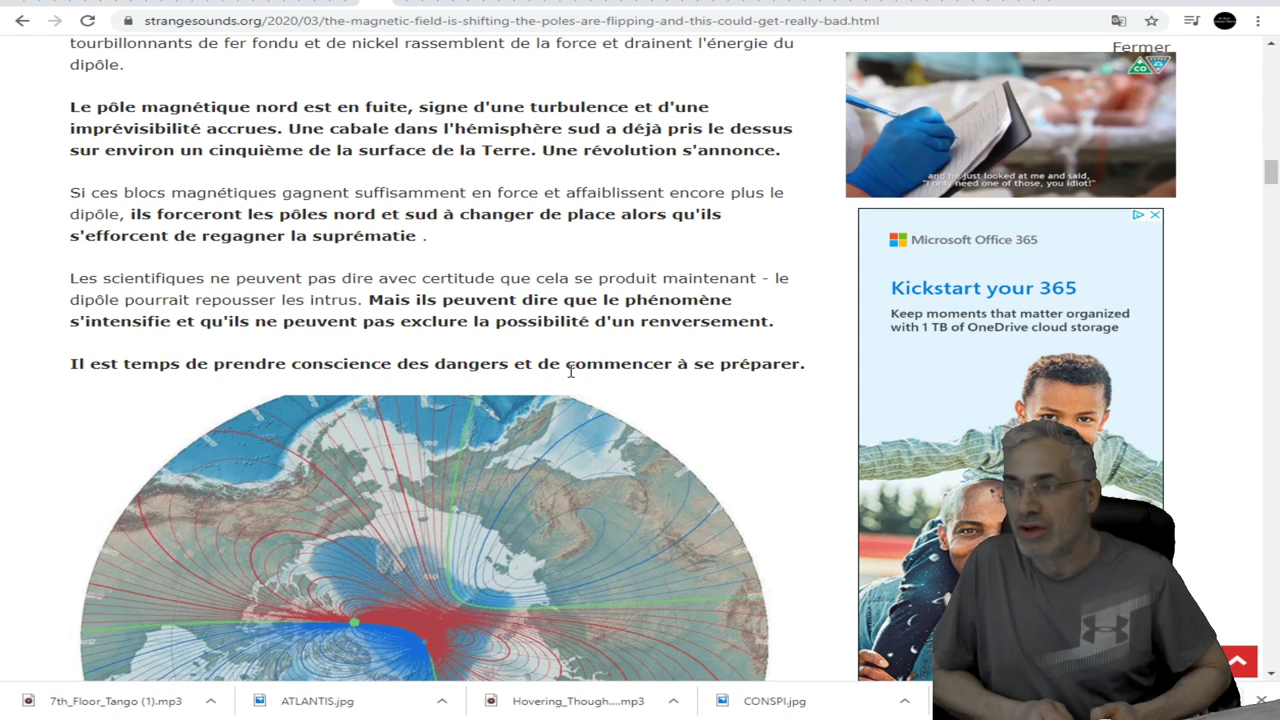 strangesounds.org/2020/03/the-magnetic-field-is-shifting-the-poles-are-flipping-and-this-could-get-really-bad.html
tourbillonnants de fer fondu et de nickel rassemblent de la force et drainent l'énergie du
dipôle.
Le pôle magnétique nord est en fuite, signe d'une turbulence et d'une
imprévisibilité accrues. Une cabale dans l'hémisphère sud a déjà pris le dessus
sur environ un cinquième de la surface de la Terre. Une révolution s'annonce.
Si ces blocs magnétiques gagnent suffisamment en force et affaiblissent encore plus le
dipôle, ils forceront les pôles nord et sud à changer de place alors qu'ils
s'efforcent de regagner la suprématie .
Les scientifiques ne peuvent pas dire avec certitude que cela se produit maintenant - le
dipôle pourrait repousser les intrus. Mais ils peuvent dire que le phénomène
s'intensifie et qu'ils ne peuvent pas exclure la possibilité d'un renversement.
Il est temps de prendre conscience des dangers et de commencer à se préparer.
Fermer
CO
and he just looked at me and said,
"I only need one of those, you idiot!"
Microsoft Office 365
Kickstart your 365
Keep moments that matter organized
with 1 TB of OneDrive cloud storage
7th_Floor_Tango (1).mp3
ATLANTIS.jpg
Hovering_Though....mp3
CONSPI.jpg